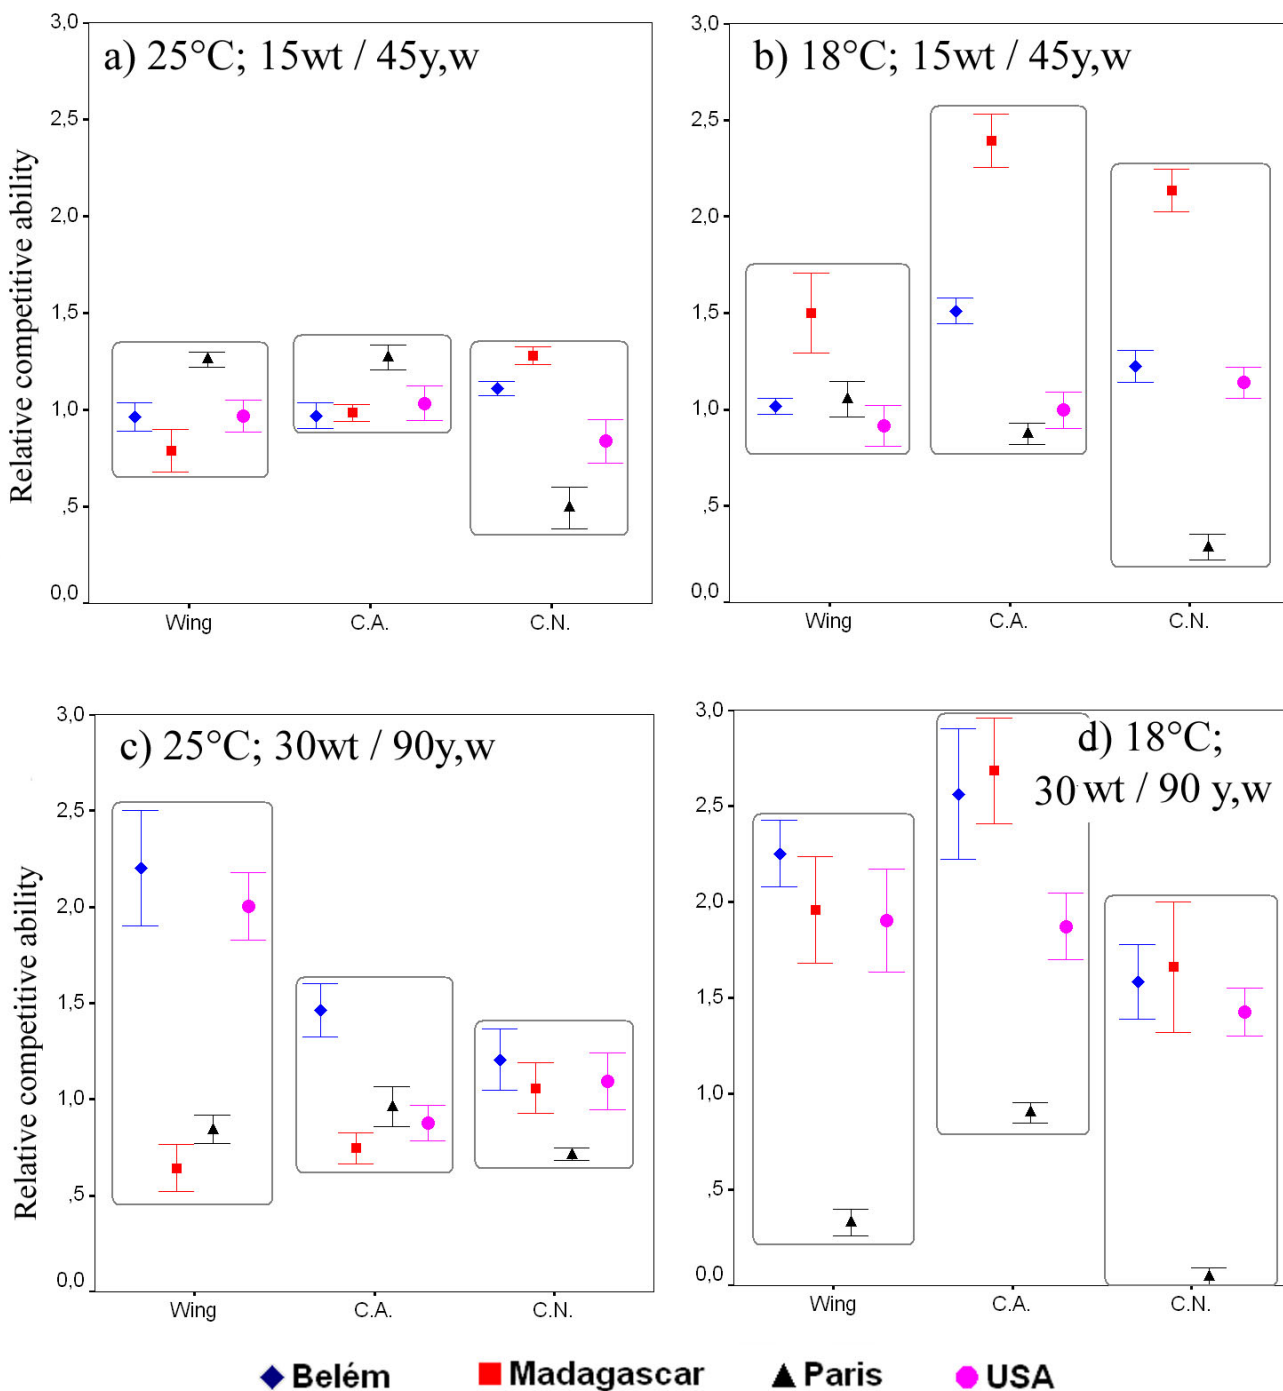 a) 25°C; 15wt / 45y,w
3,0
2,5
2,0
1,5
1,0
,5
0,0
Relative competitive ability
Wing C.A. C.N.
b) 18°C; 15wt / 45y,w
3,0
2,5
2,0
1,5
1,0
,5
0,0
Wing C.A. C.N.
c) 25°C; 30wt / 90y,w
3,0
2,5
2,0
1,5
1,0
,5
0,0
Relative competitive ability
Wing C.A. C.N.
d) 18°C;
30 wt / 90 y,w
3,0
2,5
2,0
1,5
1,0
,5
0,0
Wing C.A. C.N.
Belém Madagascar Paris USA